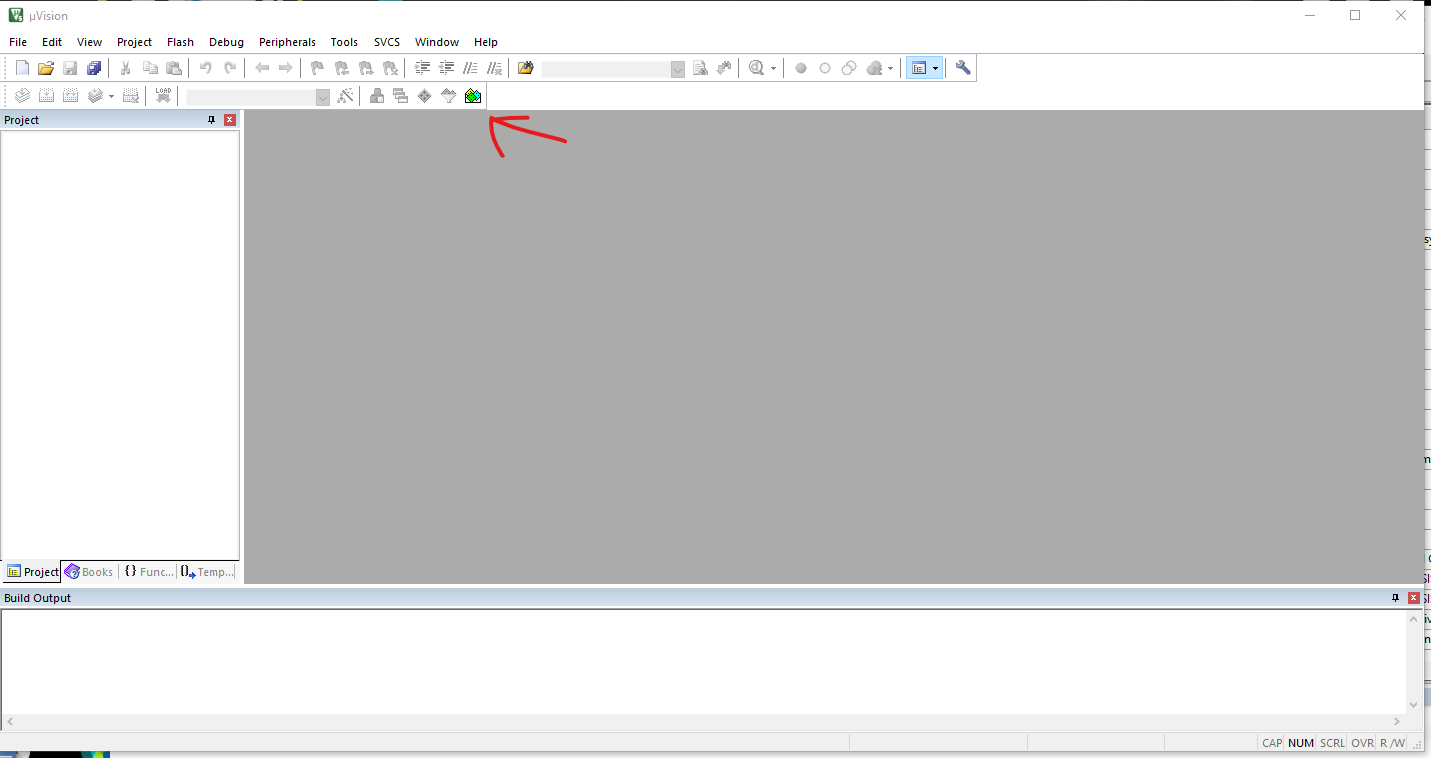 µVision
File Edit View Project Flash Debug Peripherals Tools SVCS Window Help
LOAD
Project
Project Books {} Func... Temp...
Build Output
CAP NUM SCRL OVR R /W